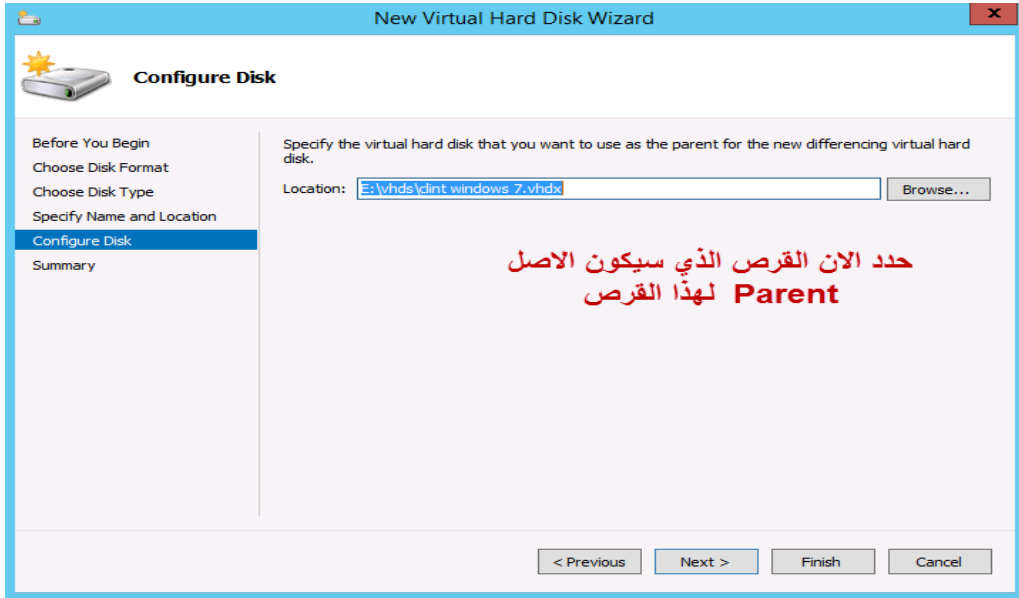 New Virtual Hard Disk Wizard
x
Configure Disk
Before You Begin
Choose Disk Format
Choose Disk Type
Specify Name and Location
Configure Disk
Summary
Specify the virtual hard disk that you want to use as the parent for the new differencing virtual hard
disk.
Location: E:\vhds\dint windows 7.vhdx Browse...
حدد الان القرص الذي سيكون الاصل
Parent لهذا القرص
< Previous Next > Finish Cancel